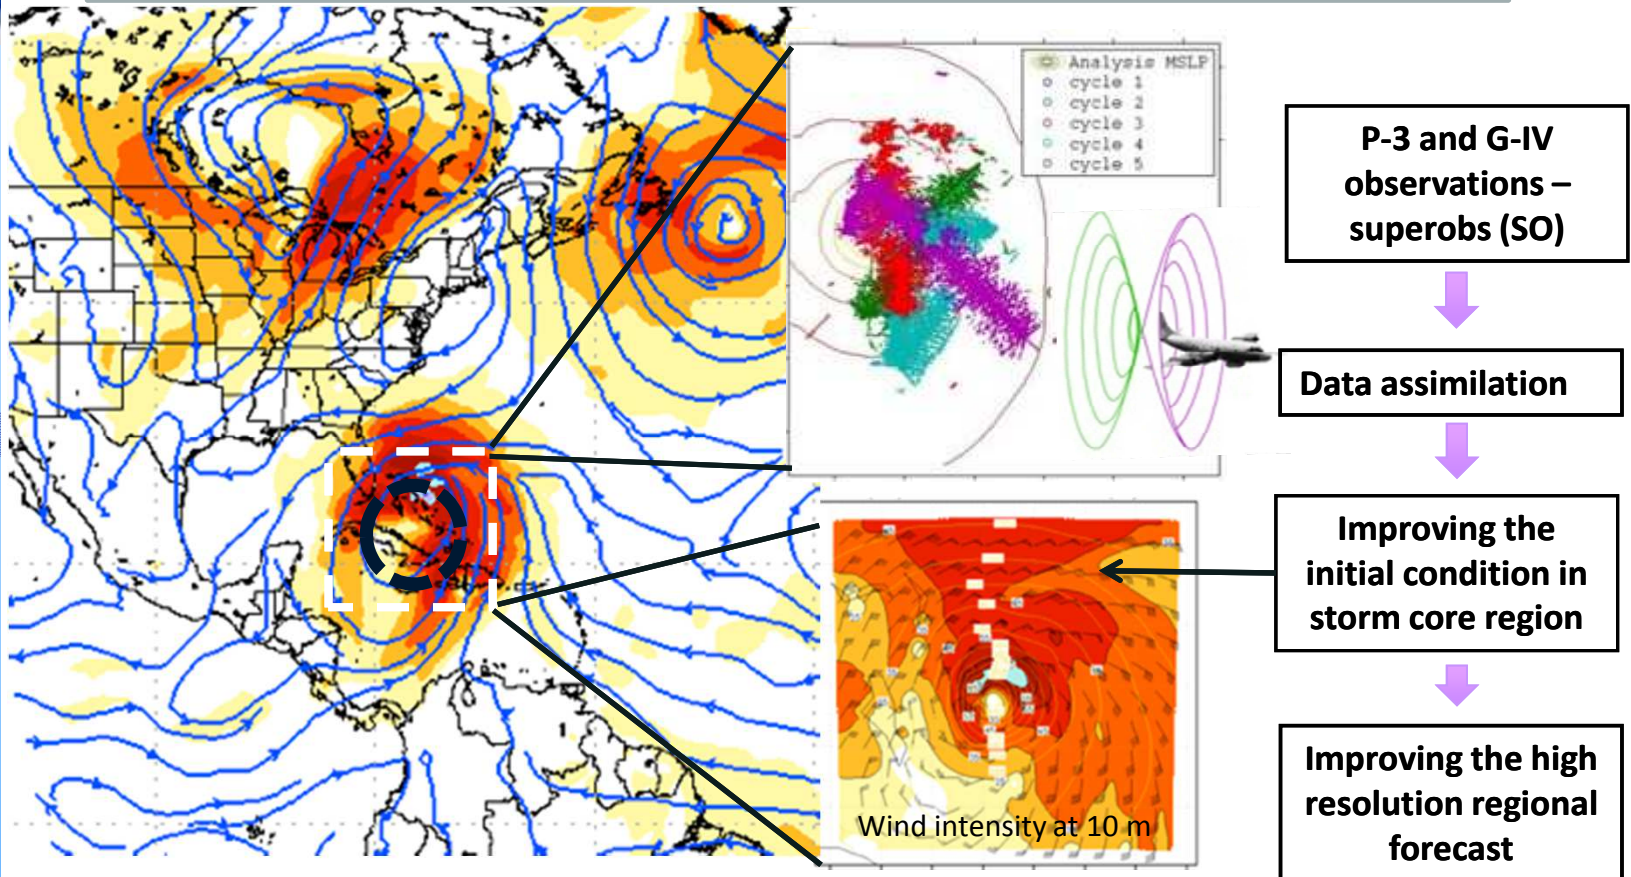 Analysis MSLP
cycle 1
cycle 2
cycle 3
cycle 4
cycle 5
P-3 and G-IV
observations –
superobs (SO)
Data assimilation
Improving the
initial condition in
storm core region
Improving the high
resolution regional
forecast
Wind intensity at 10 m